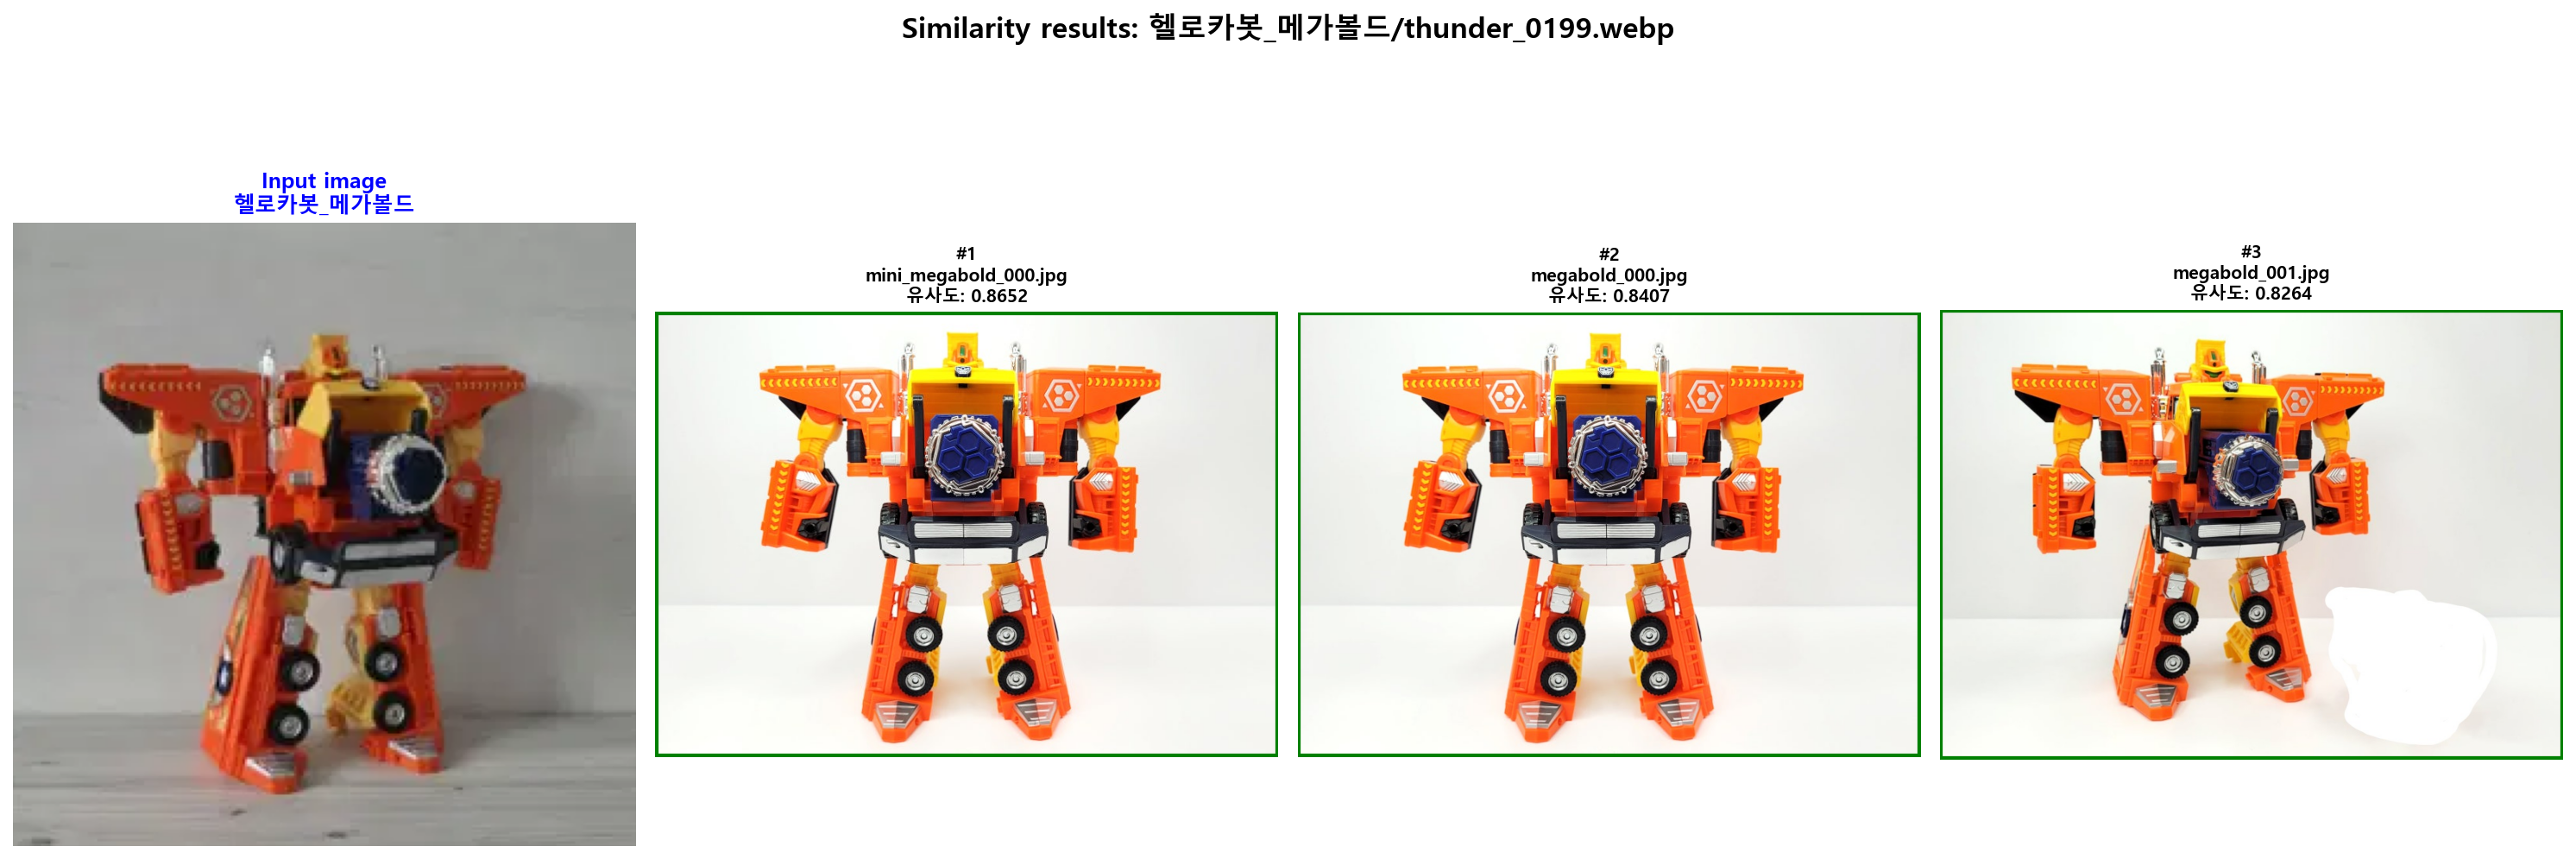 Similarity results: 헬로카봇_메가볼드/thunder_0199.webp
Input image
헬로카봇_메가볼드
#1
mini_megabold_000.jpg
유사도: 0.8652
#2
megabold_000.jpg
유사도: 0.8407
#3
megabold_001.jpg
유사도: 0.8264